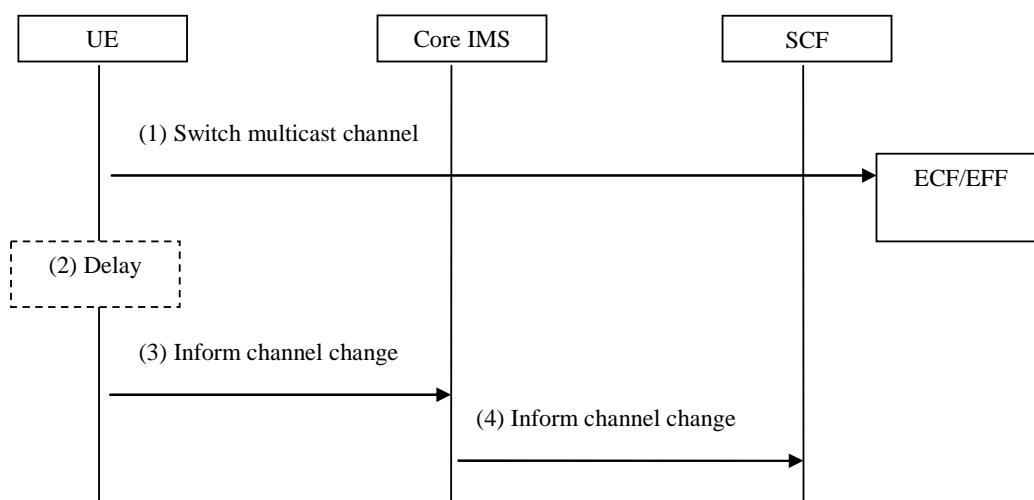 UE
Core IMS
SCF
(1) Switch multicast channel
ECF/EFF
(2) Delay
(3) Inform channel change
(4) Inform channel change